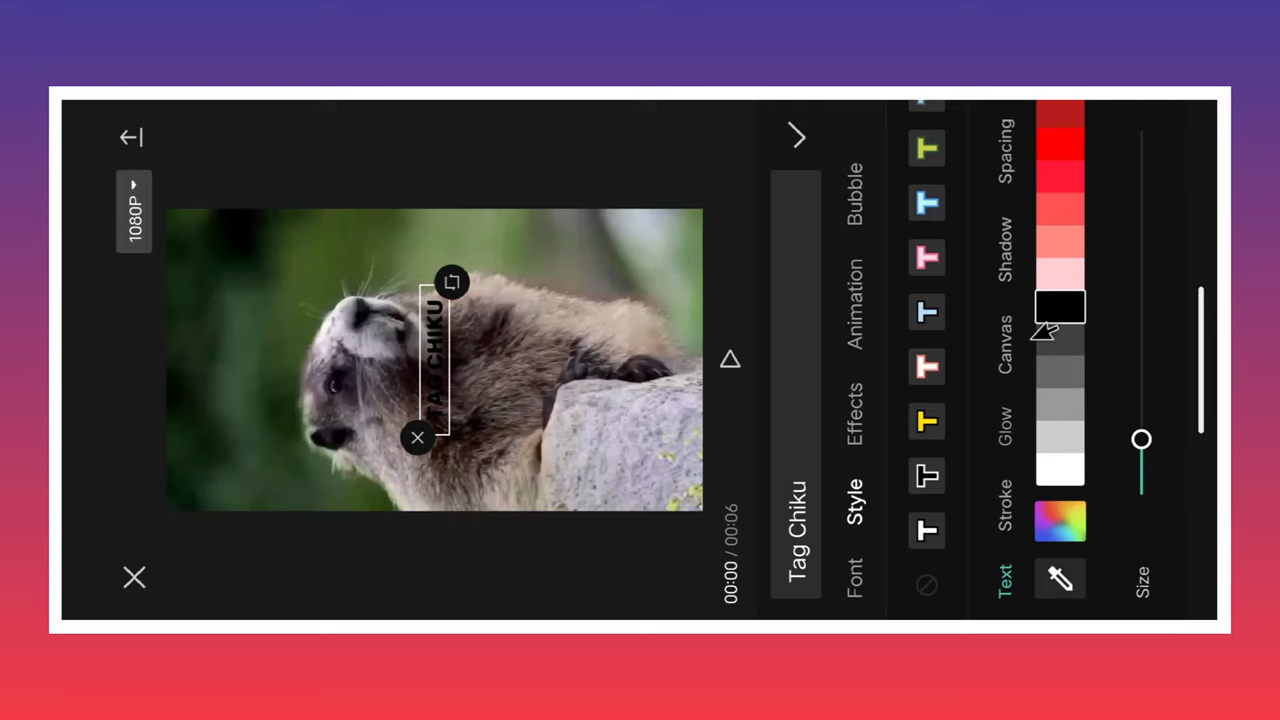 1080P
TAG CHIKU
00:00 / 00:06
Tag Chiku
Font Style Effects Animation Bubble
T T T T T T T T
Text Stroke Glow Canvas Shadow Spacing
Size